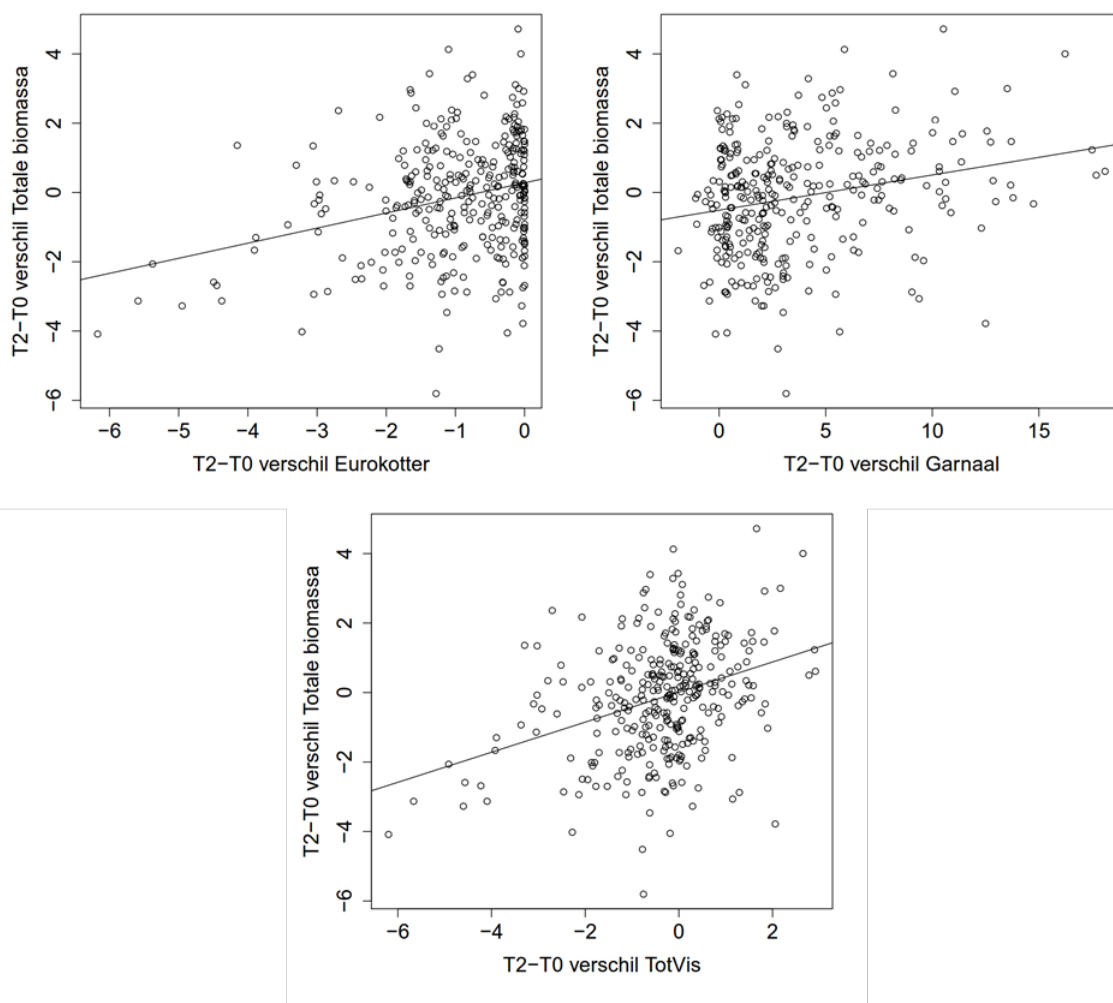 T2−T0 verschil Totale biomassa
4
2
0
−2
−4
−6
−6 −5 −4 −3 −2 −1 0
T2−T0 verschil Eurokotter
T2−T0 verschil Totale biomassa
4
2
0
−2
−4
−6
0 5 10 15
T2−T0 verschil Garnaal
T2−T0 verschil Totale biomassa
4
2
0
−2
−4
−6
−6 −4 −2 0 2
T2−T0 verschil TotVis